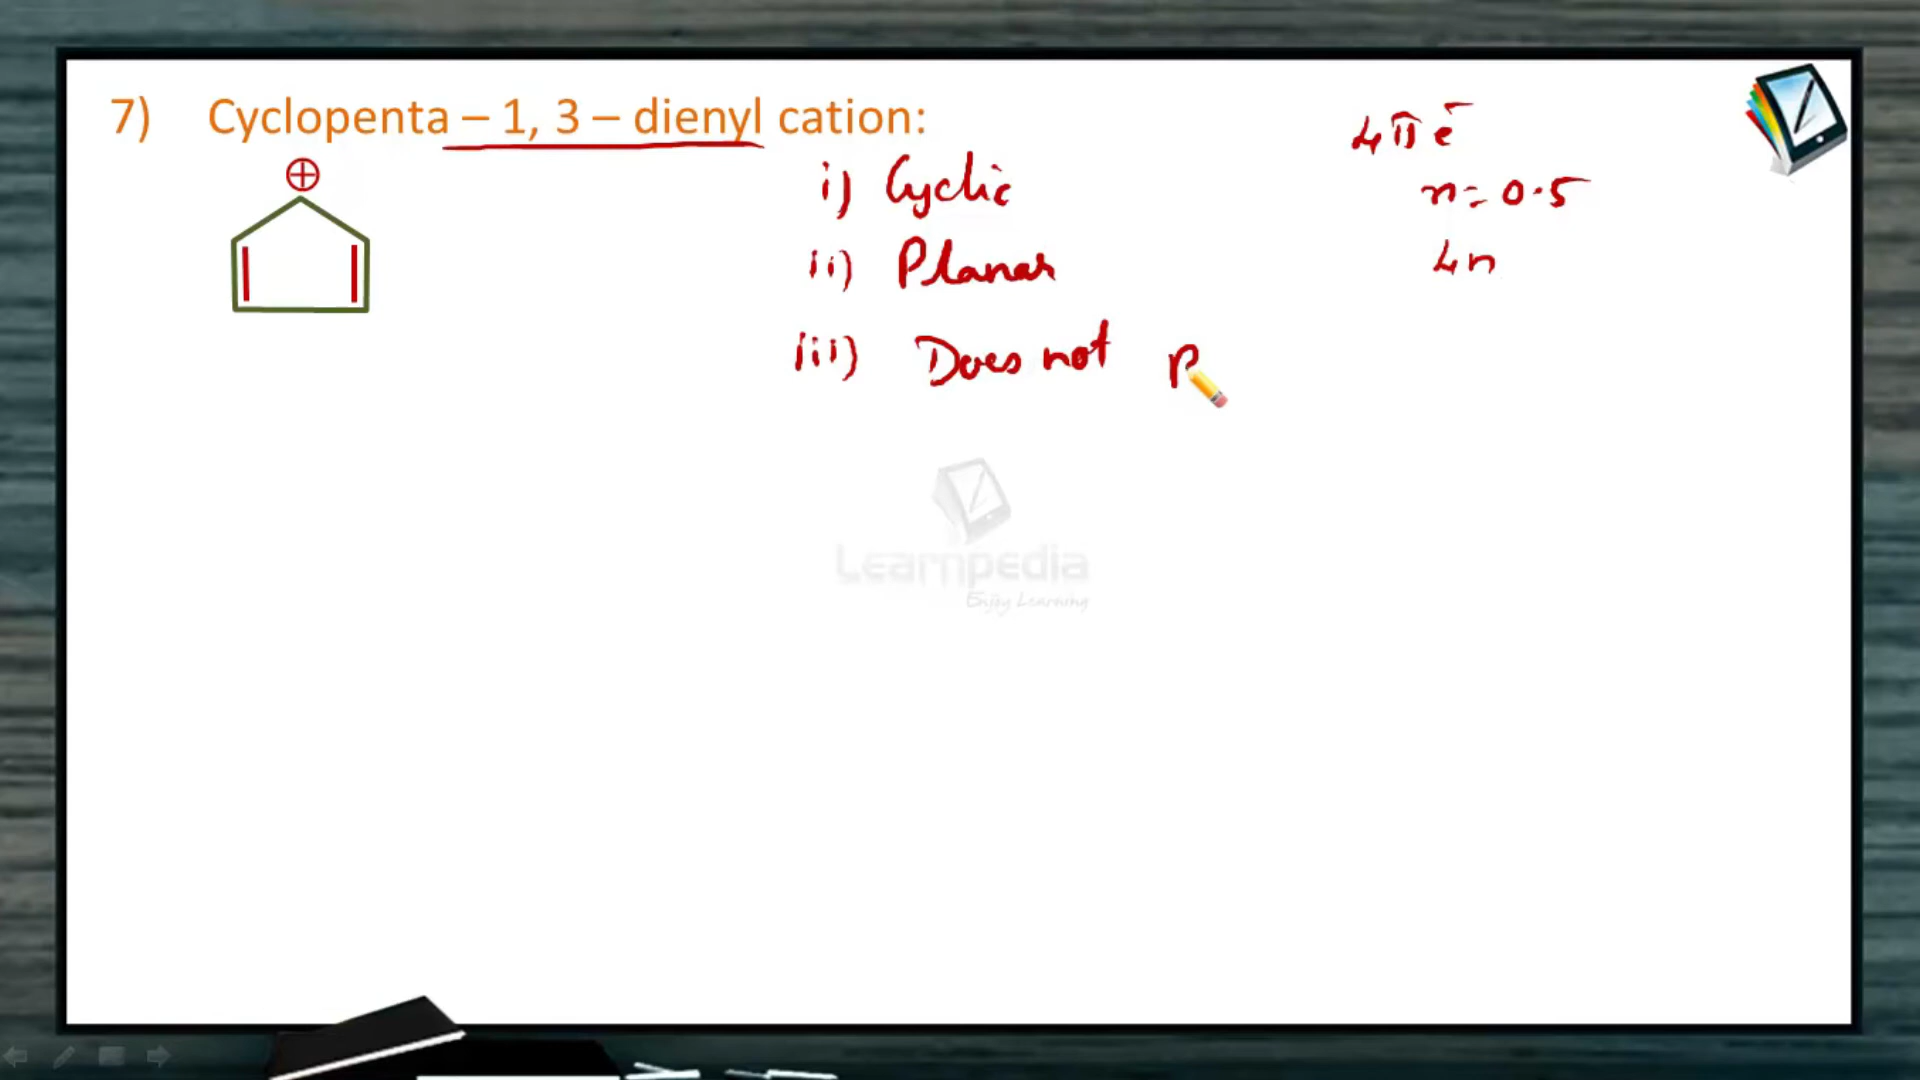 7) Cyclopenta – 1, 3 – dienyl cation:
⊕
i) Cyclic
ii) Planar
iii) Does not P
4πe⁻
n=0.5
4n
Learnpedia
Enjoy Learning